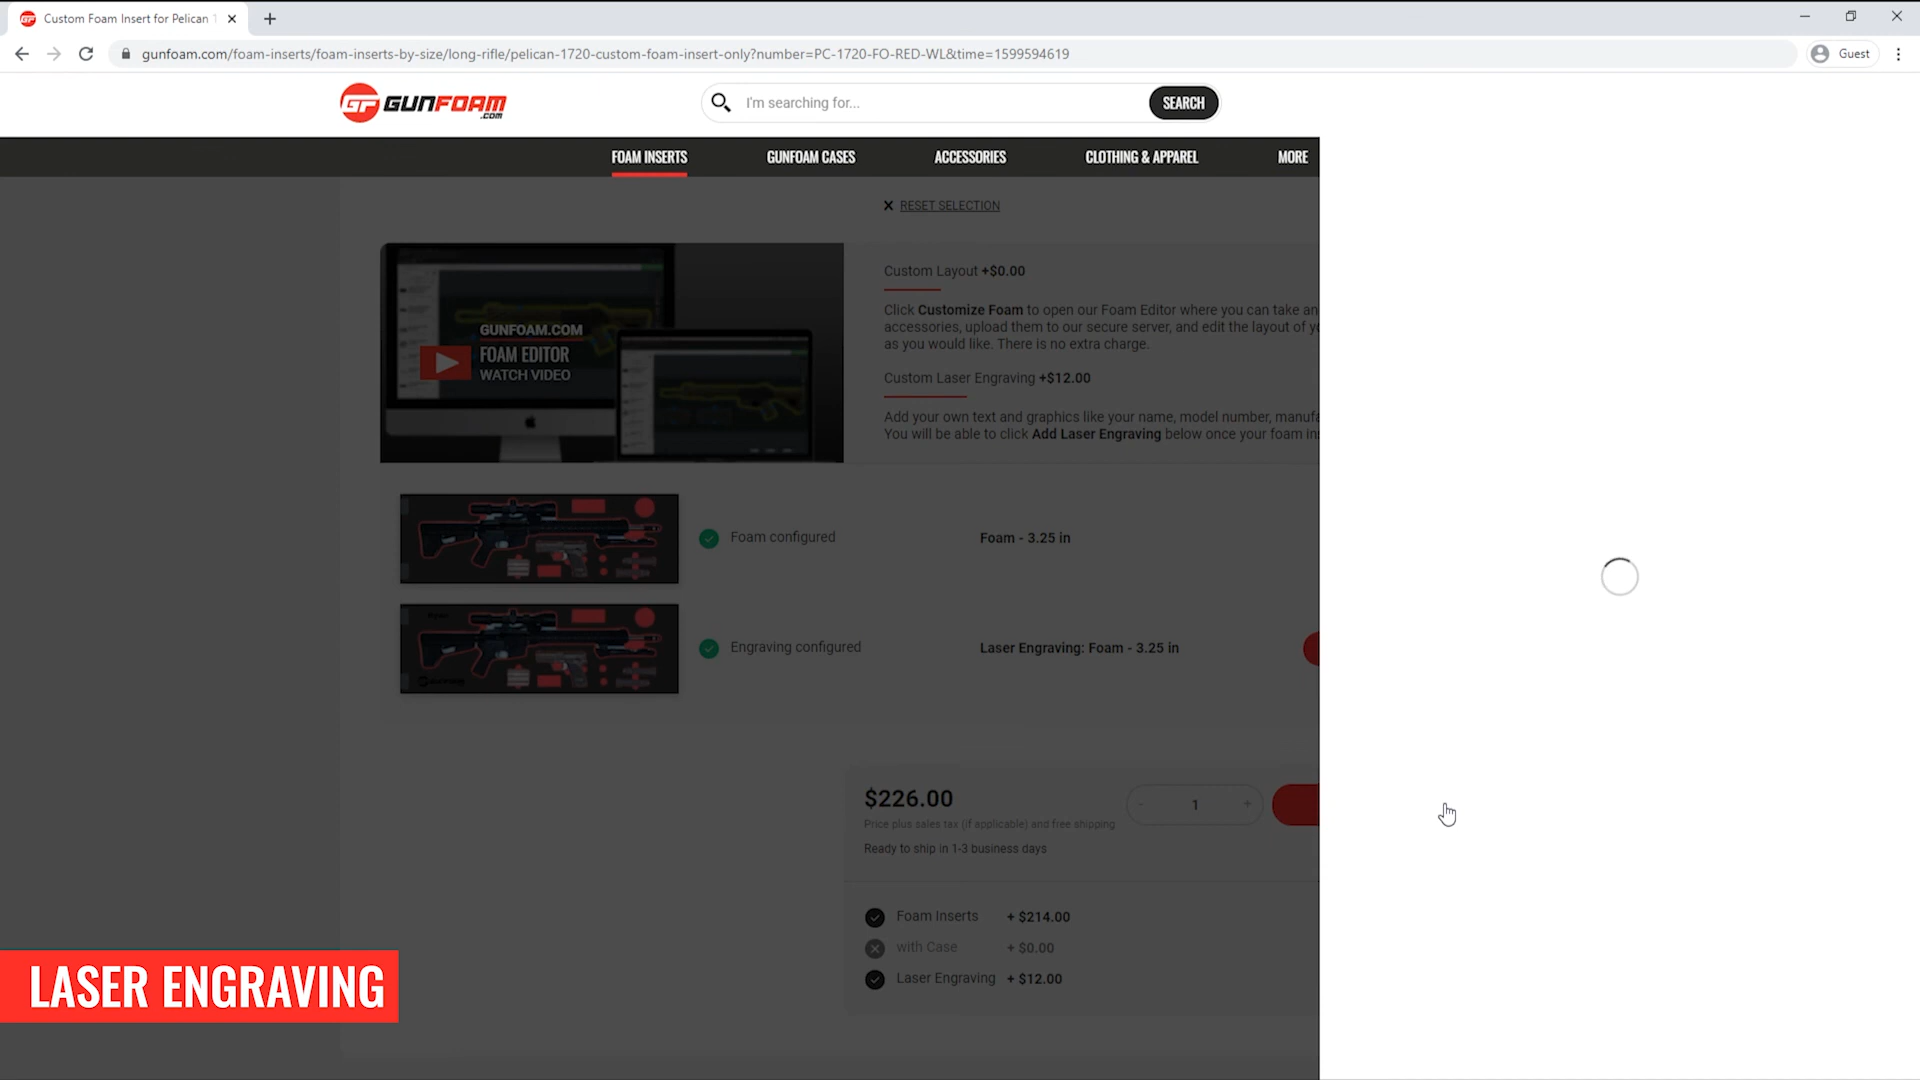 Custom Foam Insert for Pelican 1
gunfoam.com/foam-inserts/foam-inserts-by-size/long-rifle/pelican-1720-custom-foam-insert-only?number=PC-1720-FO-RED-WL&time=1599594619
Guest
GF GUNFOAM
.COM
I'm searching for...
SEARCH
FOAM INSERTS
GUNFOAM CASES
ACCESSORIES
CLOTHING & APPAREL
MORE
RESET SELECTION
GUNFOAM.COM
FOAM EDITOR
WATCH VIDEO
Custom Layout +$0.00
Click Customize Foam to open our Foam Editor where you can take an
accessories, upload them to our secure server, and edit the layout of yo
as you would like. There is no extra charge.
Custom Laser Engraving +$12.00
Add your own text and graphics like your name, model number, manufa
You will be able to click Add Laser Engraving below once your foam in
Foam configured
Foam - 3.25 in
Engraving configured
Laser Engraving: Foam - 3.25 in
$226.00
- 1 +
Price plus sales tax (if applicable) and free shipping
Ready to ship in 1-3 business days
Foam Inserts + $214.00
with Case + $0.00
Laser Engraving + $12.00
LASER ENGRAVING